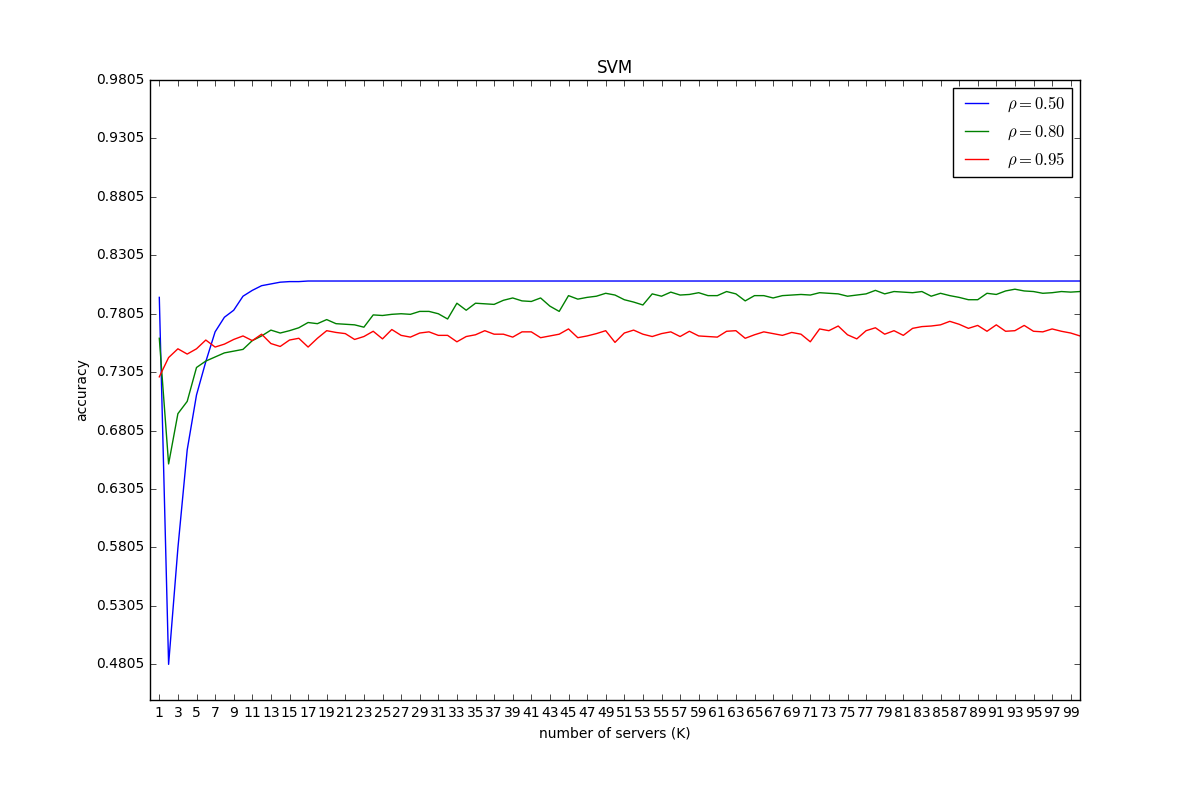 SVM
0.9805
0.9305
0.8805
0.8305
0.7805
0.7305
0.6805
0.6305
0.5805
0.5305
0.4805
accuracy
ρ = 0.50
ρ = 0.80
ρ = 0.95
1 3 5 7 9 11 13 15 17 19 21 23 25 27 29 31 33 35 37 39 41 43 45 47 49 51 53 55 57 59 61 63 65 67 69 71 73 75 77 79 81 83 85 87 89 91 93 95 97 99
number of servers (K)